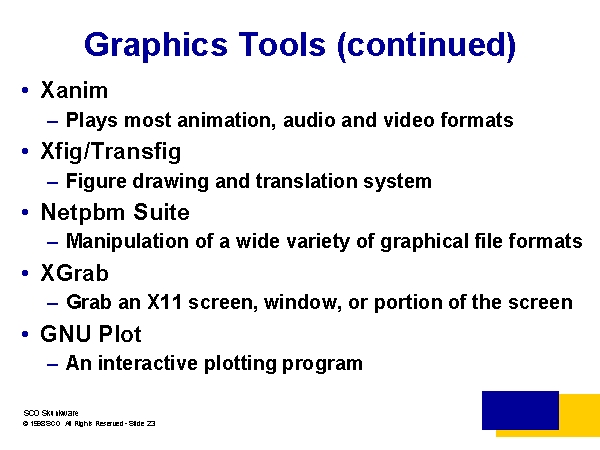 Graphics Tools (continued)
• Xanim
– Plays most animation, audio and video formats
• Xfig/Transfig
– Figure drawing and translation system
• Netpbm Suite
– Manipulation of a wide variety of graphical file formats
• XGrab
– Grab an X11 screen, window, or portion of the screen
• GNU Plot
– An interactive plotting program
SCO Skunkware
© 1998 SCO All Rights Reserved - Slide 23